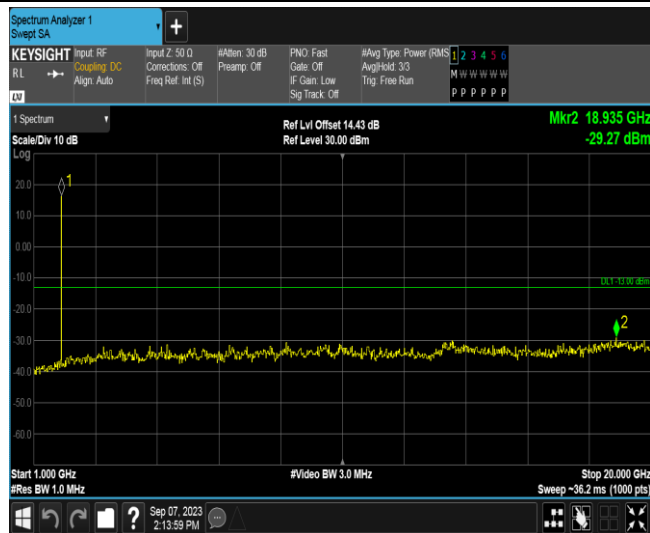 Spectrum Analyzer 1
Swept SA
KEYSIGHT
RL
Input: RF
Coupling: DC
Align: Auto
Input Z: 50 Ω
Corrections: Off
Freq Ref: Int (S)
#Atten: 30 dB
Preamp: Off
PNO: Fast
Gate: Off
IF Gain: Low
Sig Track: Off
#Avg Type: Power (RMS
Avg|Hold: 3/3
Trig: Free Run
1 2 3 4 5 6
M W W W W W
P P P P P P
1 Spectrum
Scale/Div 10 dB
Log
Ref Lvl Offset 14.43 dB
Ref Level 30.00 dBm
Mkr2 18.935 GHz
-29.27 dBm
20.0
10.0
0.00
-10.0
-20.0
-30.0
-40.0
-50.0
-60.0
1
DL1 -13.00 dBm
2
Start 1.000 GHz
#Res BW 1.0 MHz
#Video BW 3.0 MHz
Stop 20.000 GHz
Sweep ~36.2 ms (1000 pts)
?
Sep 07, 2023
2:13:59 PM